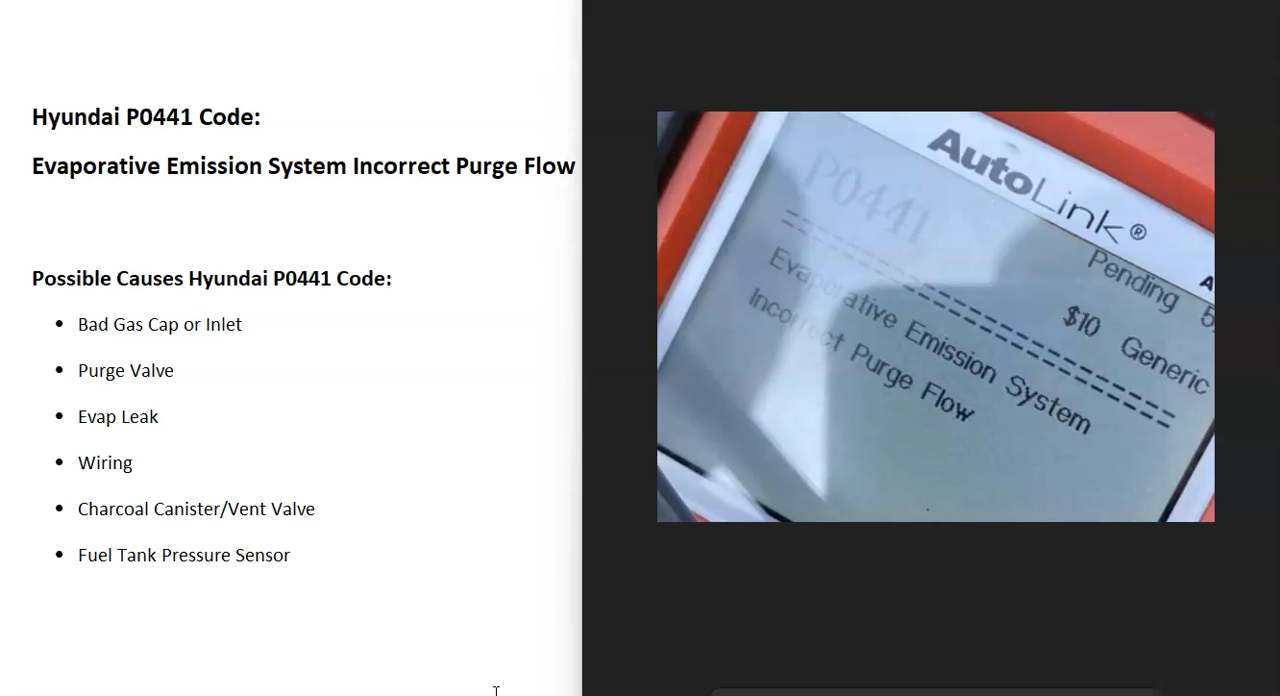 Hyundai P0441 Code:
Evaporative Emission System Incorrect Purge Flow
Possible Causes Hyundai P0441 Code:
• Bad Gas Cap or Inlet
• Purge Valve
• Evap Leak
• Wiring
• Charcoal Canister/Vent Valve
• Fuel Tank Pressure Sensor
AutoLink®
P0441
Pending
$10 Generic
Evaporative Emission System
Incorrect Purge Flow